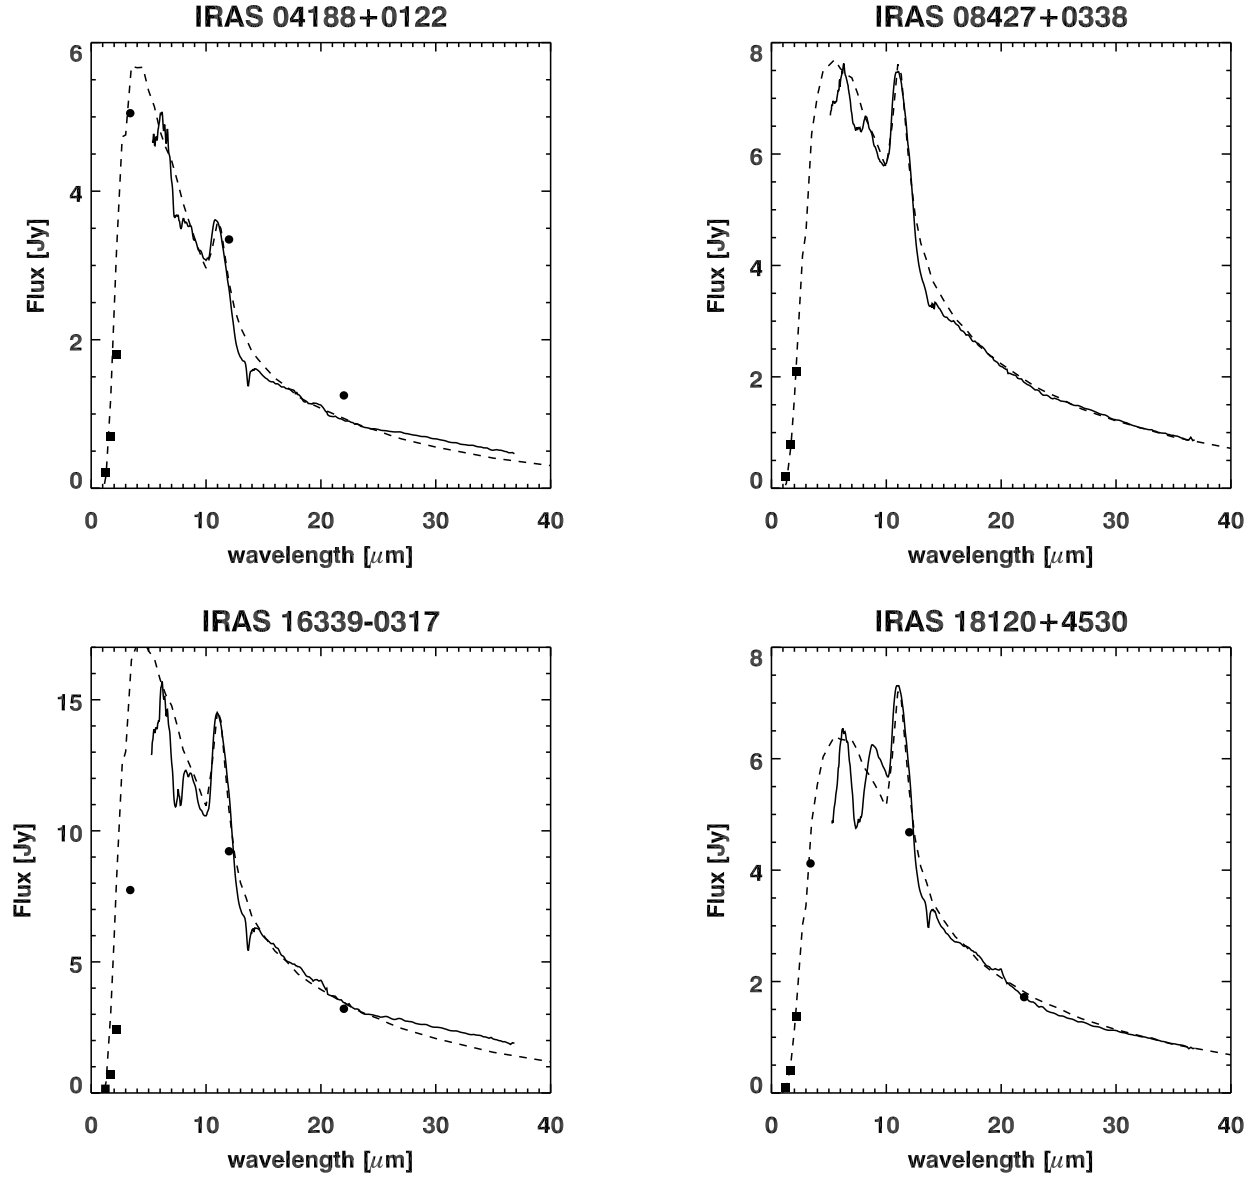 IRAS 04188+0122
6
4
2
0
Flux [Jy]
0 10 20 30 40
wavelength [μm]
IRAS 08427+0338
8
6
4
2
0
Flux [Jy]
0 10 20 30 40
wavelength [μm]
IRAS 16339-0317
15
10
5
0
Flux [Jy]
0 10 20 30 40
wavelength [μm]
IRAS 18120+4530
8
6
4
2
0
Flux [Jy]
0 10 20 30 40
wavelength [μm]